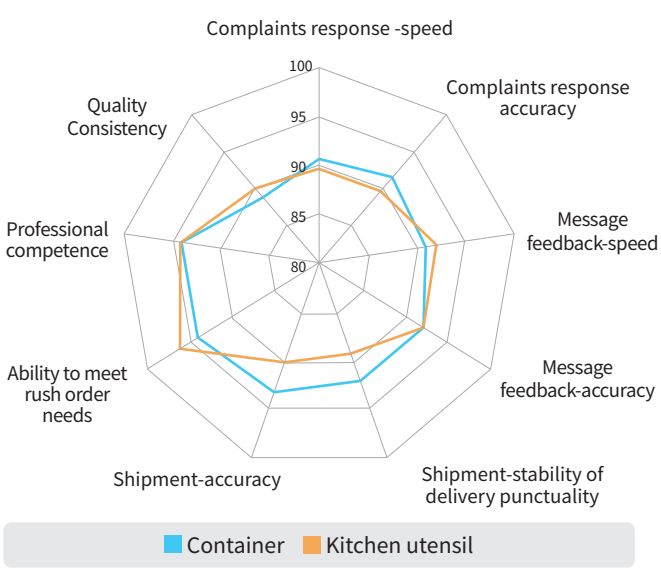 Complaints response -speed
100
Complaints response
accuracy
95
Quality
Consistency
90
85
Message
feedback-speed
Professional
competence
80
Message
feedback-accuracy
Ability to meet
rush order
needs
Shipment-accuracy
Shipment-stability of
delivery punctuality
Container
Kitchen utensil